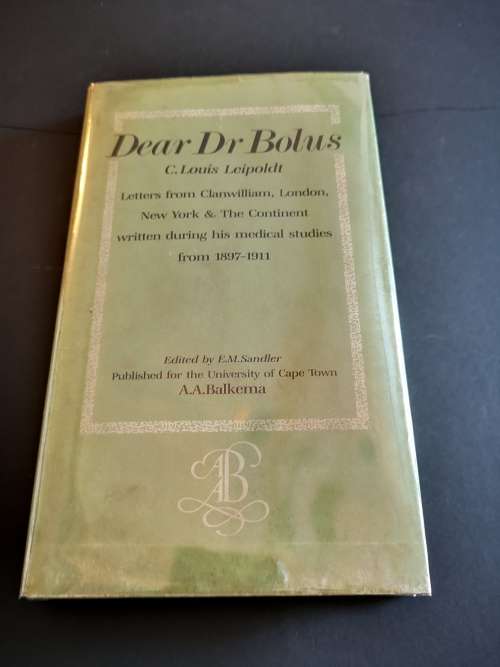 Dear Dr Bolus
C. Louis Leipoldt
Letters from Clanwilliam, London,
New York & The Continent
written during his medical studies
from 1897-1911
Edited by E.M.Sandler
Published for the University of Cape Town
A.A.Balkema
AAB